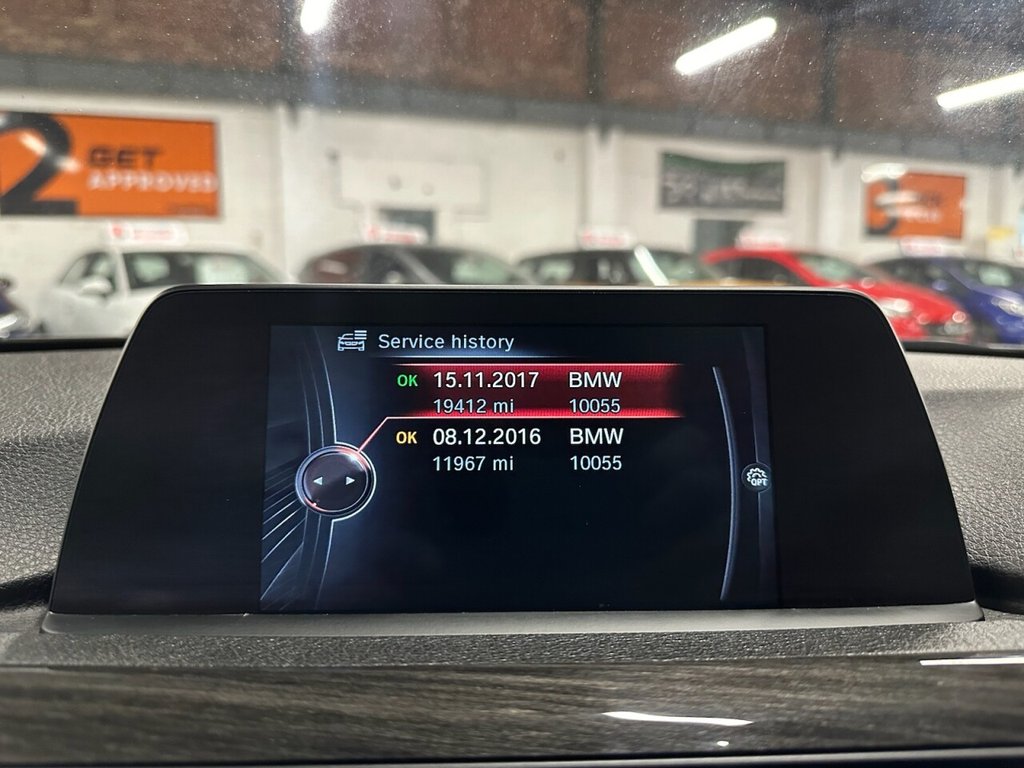 2
GET
APPROVED
Service history
OK 15.11.2017 BMW
19412 mi 10055
OK 08.12.2016 BMW
11967 mi 10055
OPT